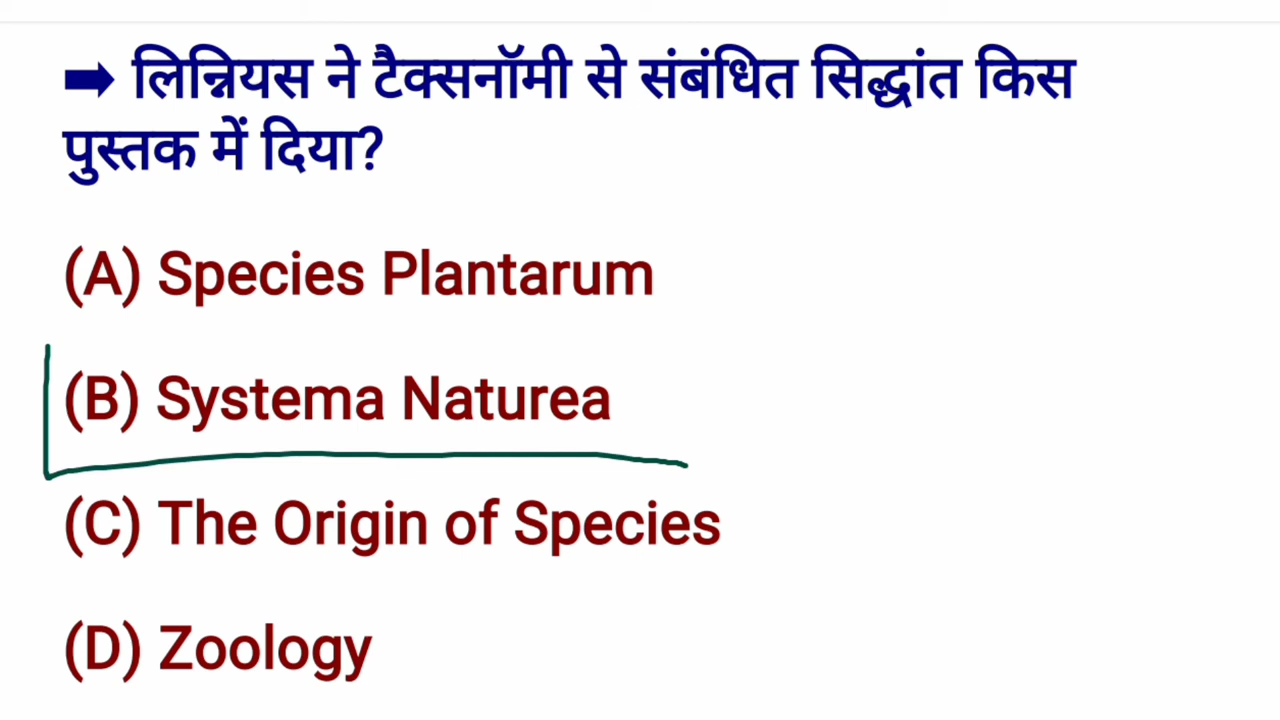 ➡ लिन्नियस ने टैक्सनॉमी से संबंधित सिद्धांत किस
पुस्तक में दिया?
(A) Species Plantarum
(B) Systema Naturea
(C) The Origin of Species
(D) Zoology